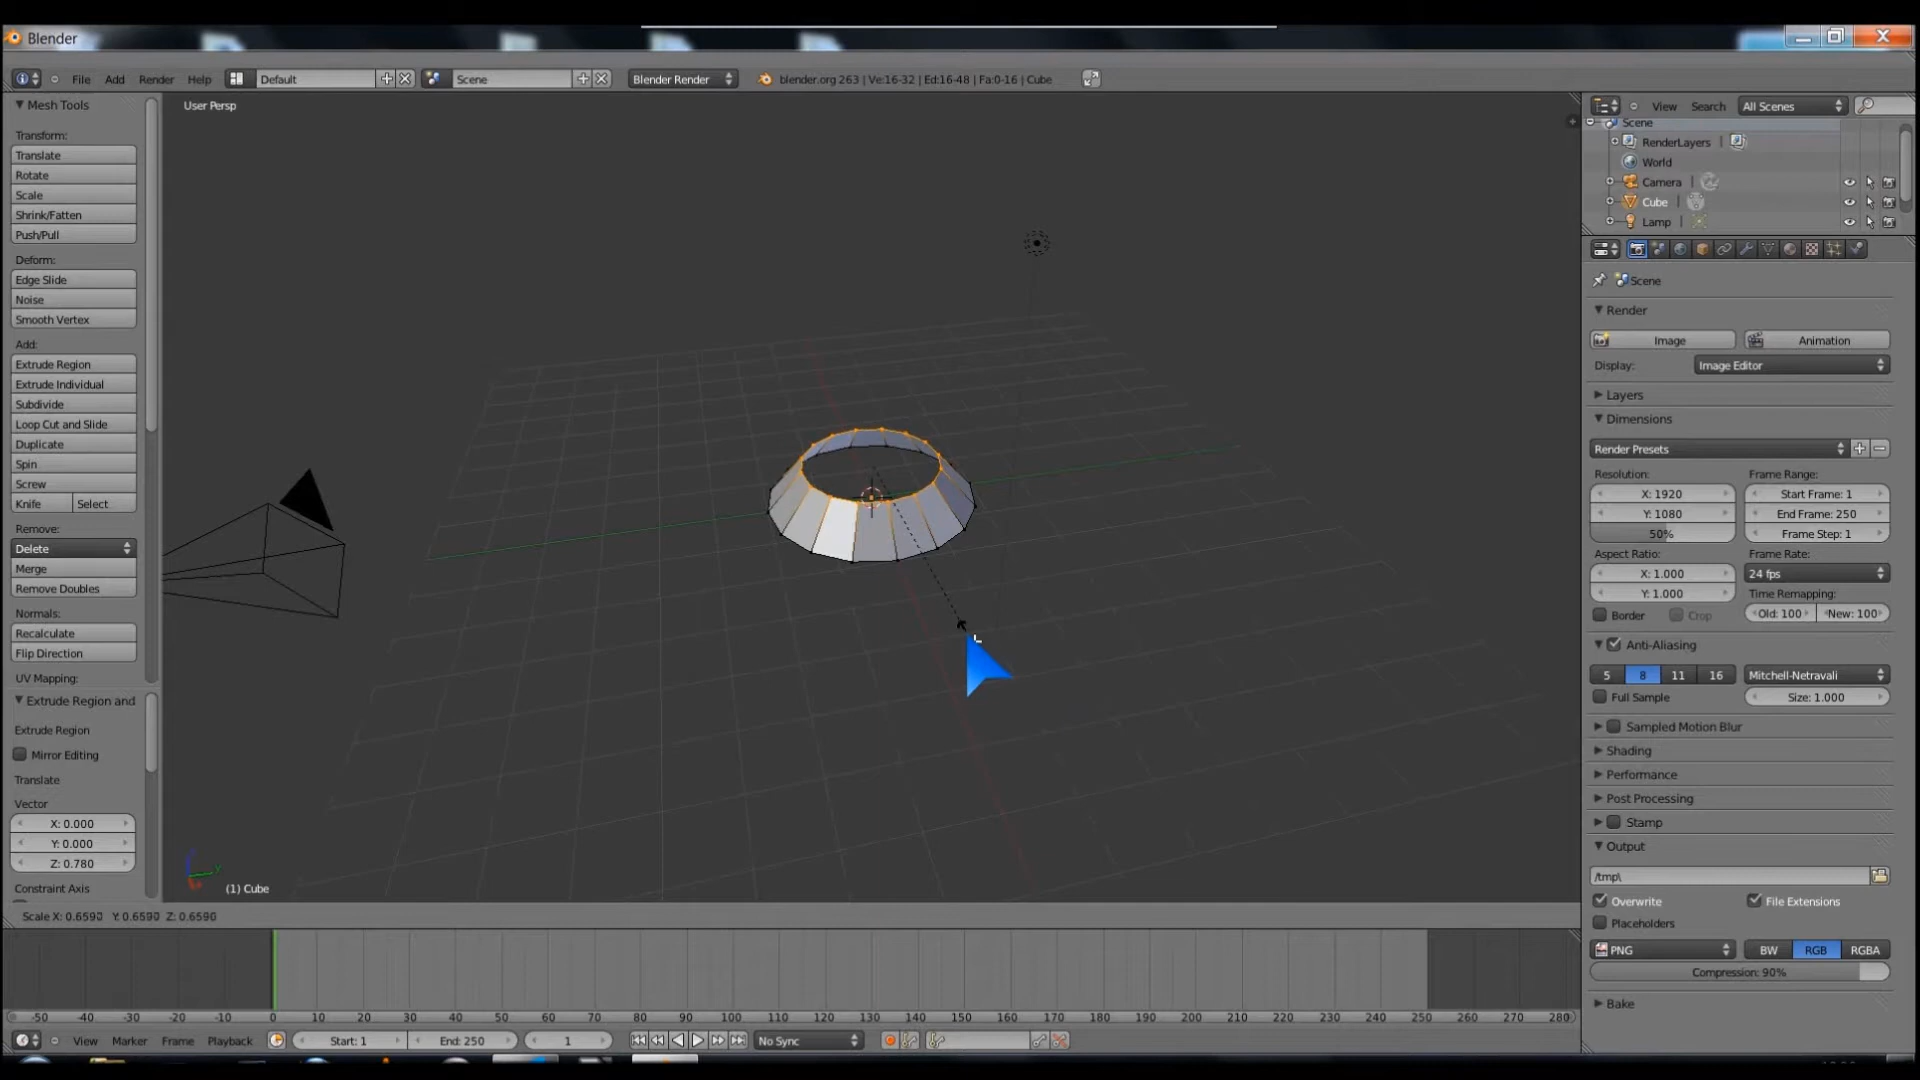 Blender
File Add Render Help Default Scene Blender Render blender.org 263 | Ve:16-32 | Ed:16-48 | Fa:0-16 | Cube
Mesh Tools
User Persp
Transform:
Translate
Rotate
Scale
Shrink/Fatten
Push/Pull
Deform:
Edge Slide
Noise
Smooth Vertex
Add:
Extrude Region
Extrude Individual
Subdivide
Loop Cut and Slide
Duplicate
Spin
Screw
Knife Select
Remove:
Delete
Merge
Remove Doubles
Normals:
Recalculate
Flip Direction
UV Mapping:
Extrude Region and
Extrude Region
Mirror Editing
Translate
Vector
X: 0.000
Y: 0.000
Z: 0.780
Constraint Axis
(1) Cube
Scale X: 0.6590 Y: 0.6590 Z: 0.6590
-50 -40 -30 -20 -10 0 10 20 30 40 50 60 70 80 90 100 110 120 130 140 150 160 170 180 190 200 210 220 230 240 250 260 270 280
View Marker Frame Playback Start: 1 End: 250 1 No Sync
View Search All Scenes
Scene
RenderLayers
World
Camera
Cube
Lamp
Scene
Render
Image Animation
Display: Image Editor
Layers
Dimensions
Render Presets
Resolution: Frame Range:
X: 1920 Start Frame: 1
Y: 1080 End Frame: 250
50% Frame Step: 1
Aspect Ratio: Frame Rate:
X: 1.000 24 fps
Y: 1.000 Time Remapping:
Border Crop Old: 100 New: 100
Anti-Aliasing
5 8 11 16 Mitchell-Netravali
Full Sample Size: 1.000
Sampled Motion Blur
Shading
Performance
Post Processing
Stamp
Output
/tmp\
Overwrite File Extensions
Placeholders
PNG BW RGB RGBA
Compression: 90%
Bake